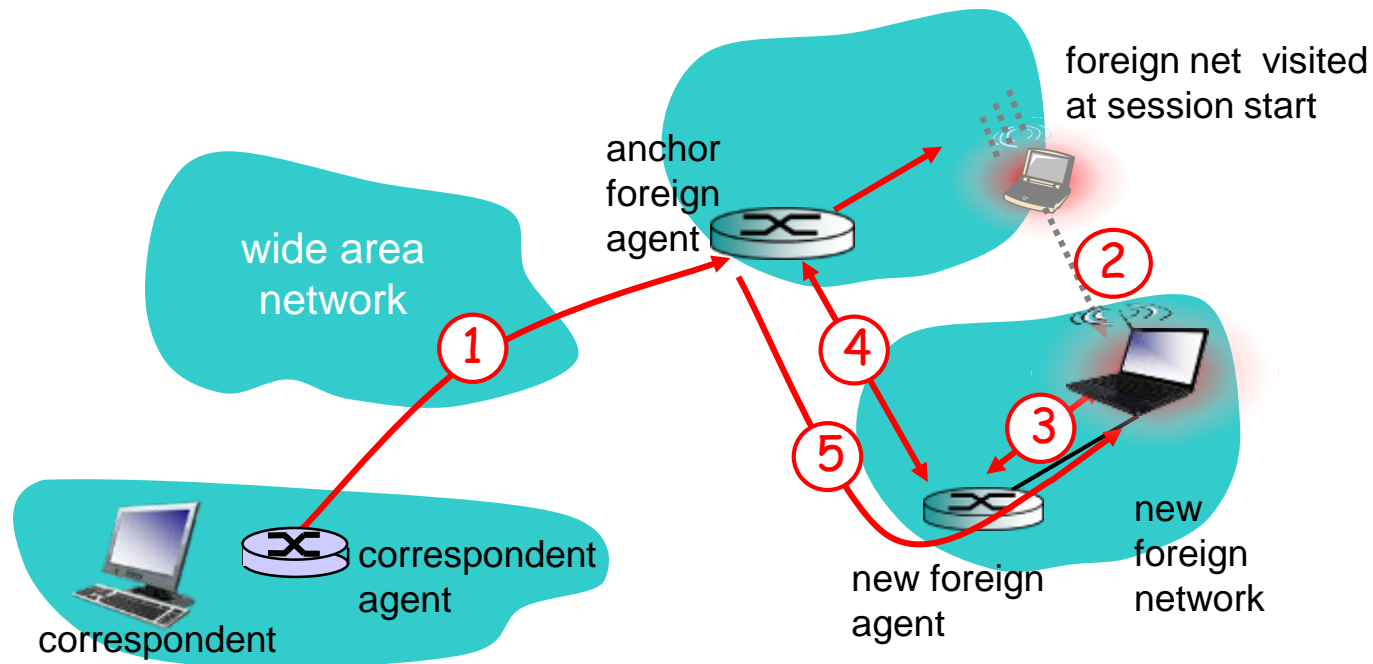 foreign net visited
at session start
anchor
foreign
agent
wide area
network
2
1
4
3
5
correspondent
agent
correspondent
new foreign
agent
new
foreign
network